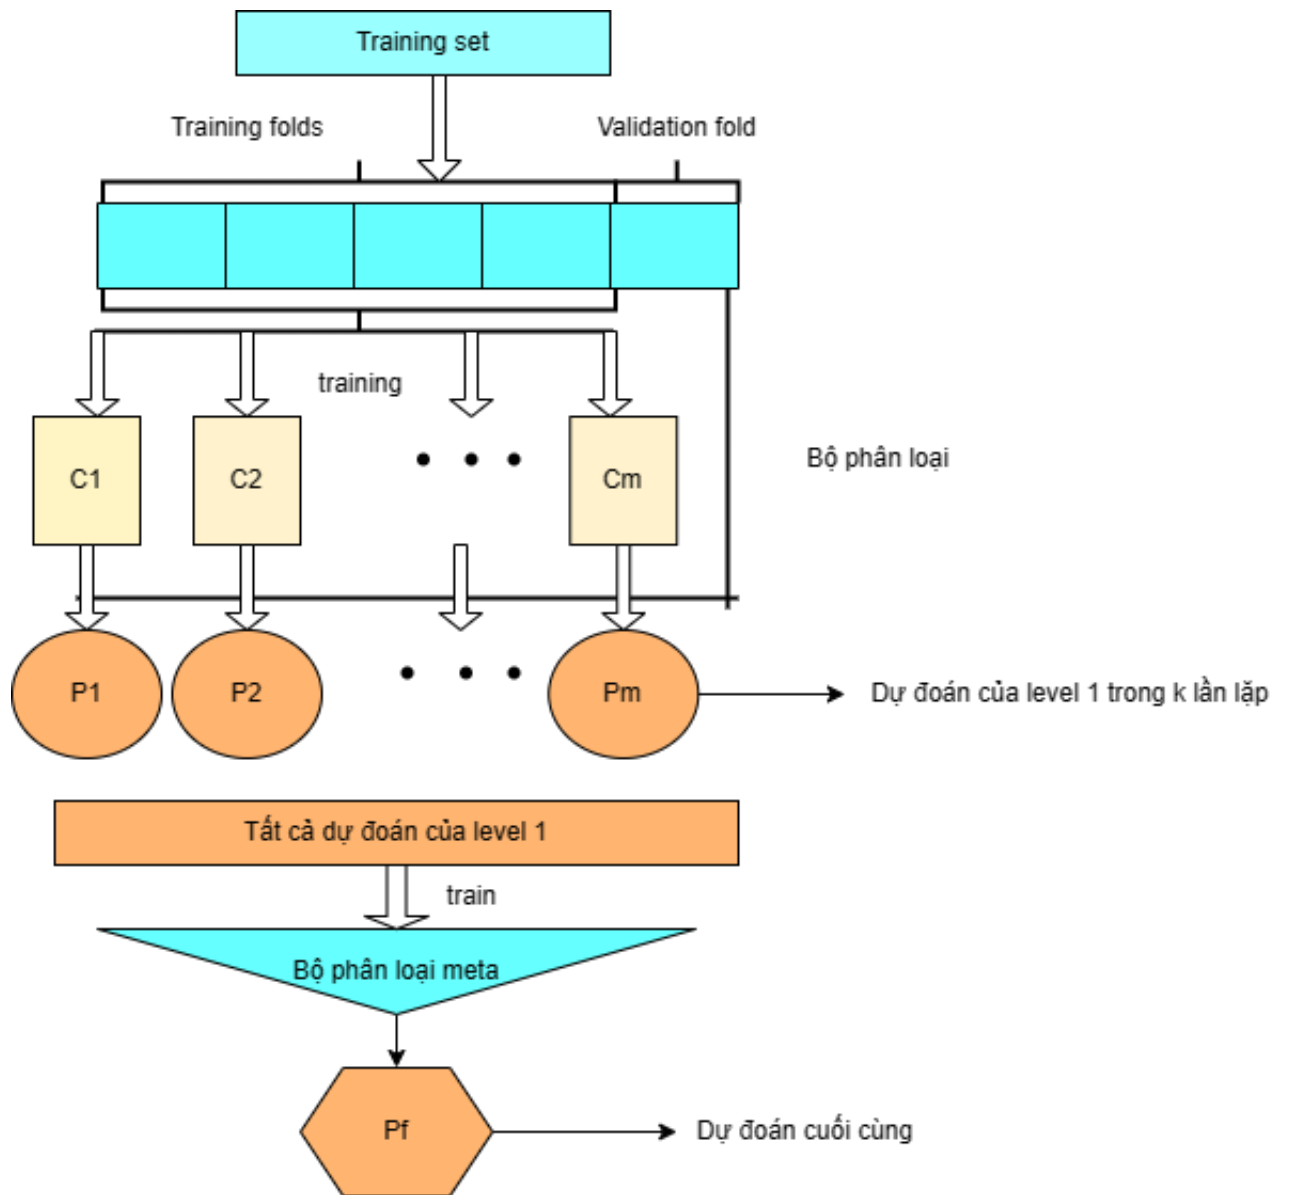 Training set
Training folds
Validation fold
training
C1
C2
Cm
Bộ phân loại
P1
P2
Pm
Dự đoán của level 1 trong k lần lặp
Tất cả dự đoán của level 1
train
Bộ phân loại meta
Pf
Dự đoán cuối cùng